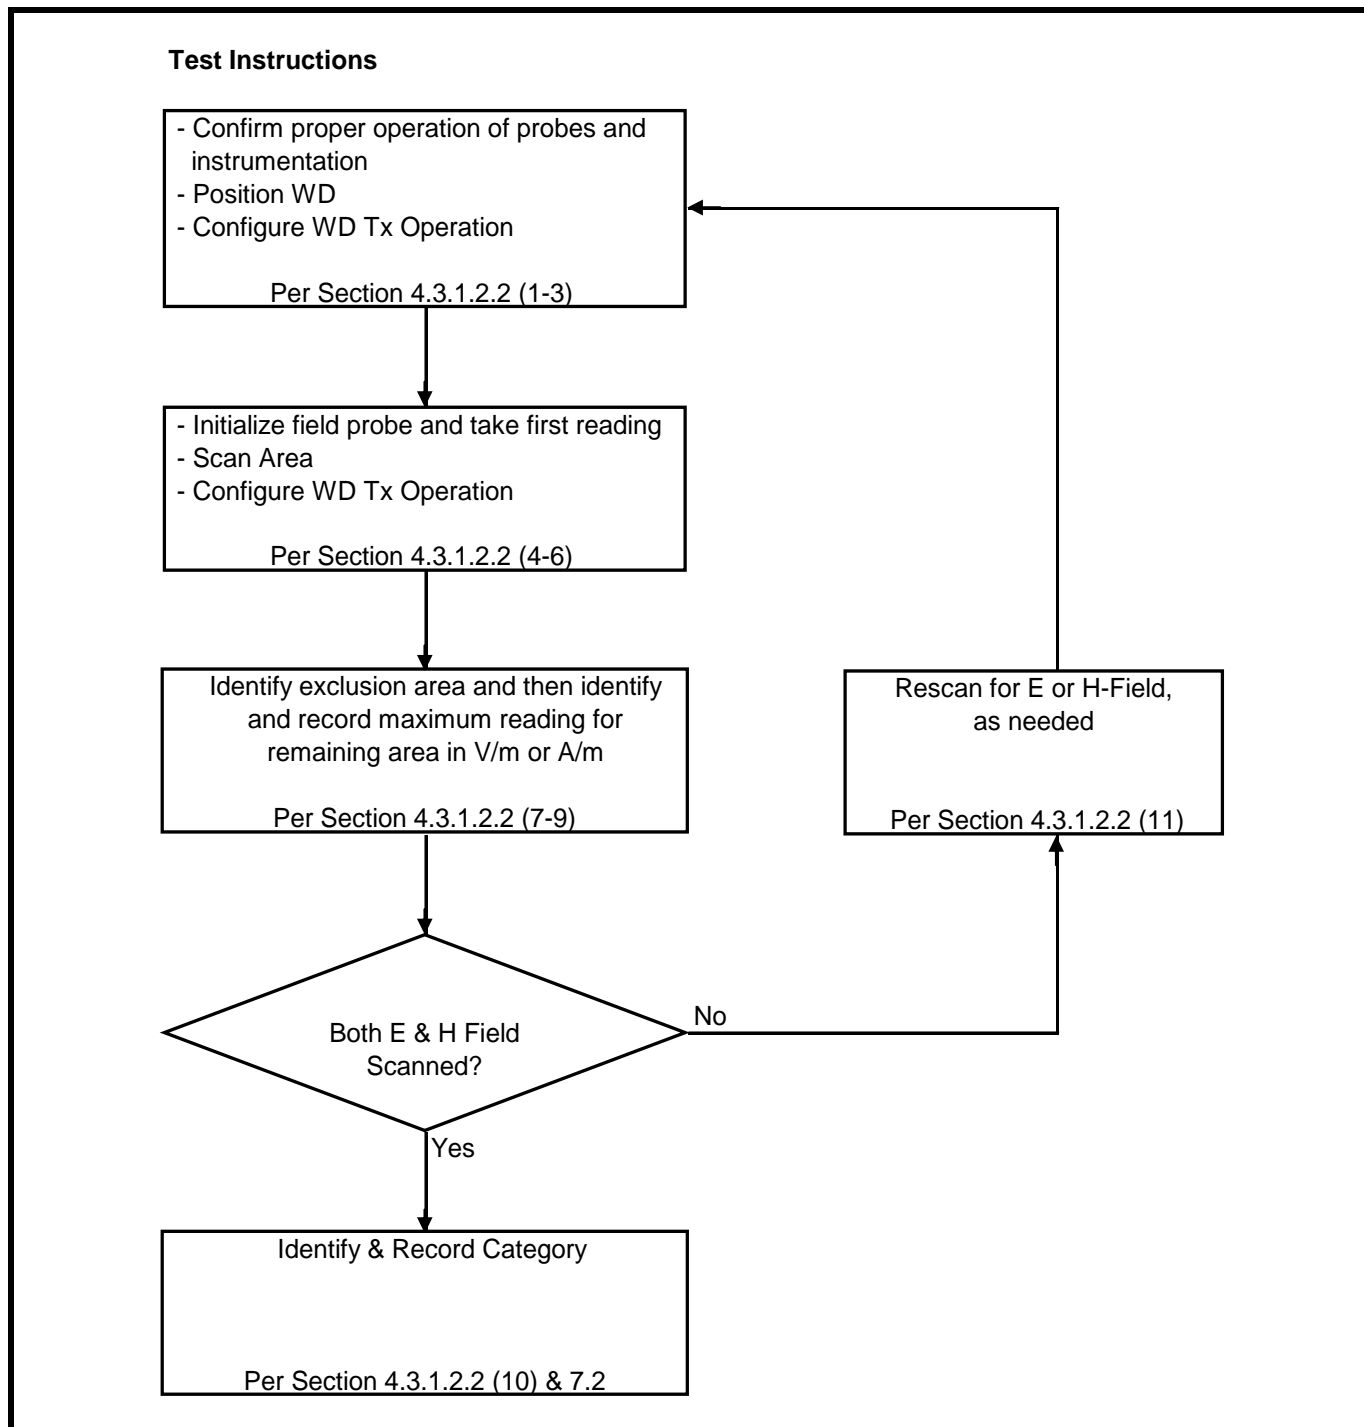 Test Instructions
- Confirm proper operation of probes and
instrumentation
- Position WD
- Configure WD Tx Operation
Per Section 4.3.1.2.2 (1-3)
- Initialize field probe and take first reading
- Scan Area
- Configure WD Tx Operation
Per Section 4.3.1.2.2 (4-6)
Identify exclusion area and then identify
and record maximum reading for
remaining area in V/m or A/m
Per Section 4.3.1.2.2 (7-9)
Rescan for E or H-Field,
as needed
Per Section 4.3.1.2.2 (11)
Both E & H Field
Scanned?
No
Yes
Identify & Record Category
Per Section 4.3.1.2.2 (10) & 7.2